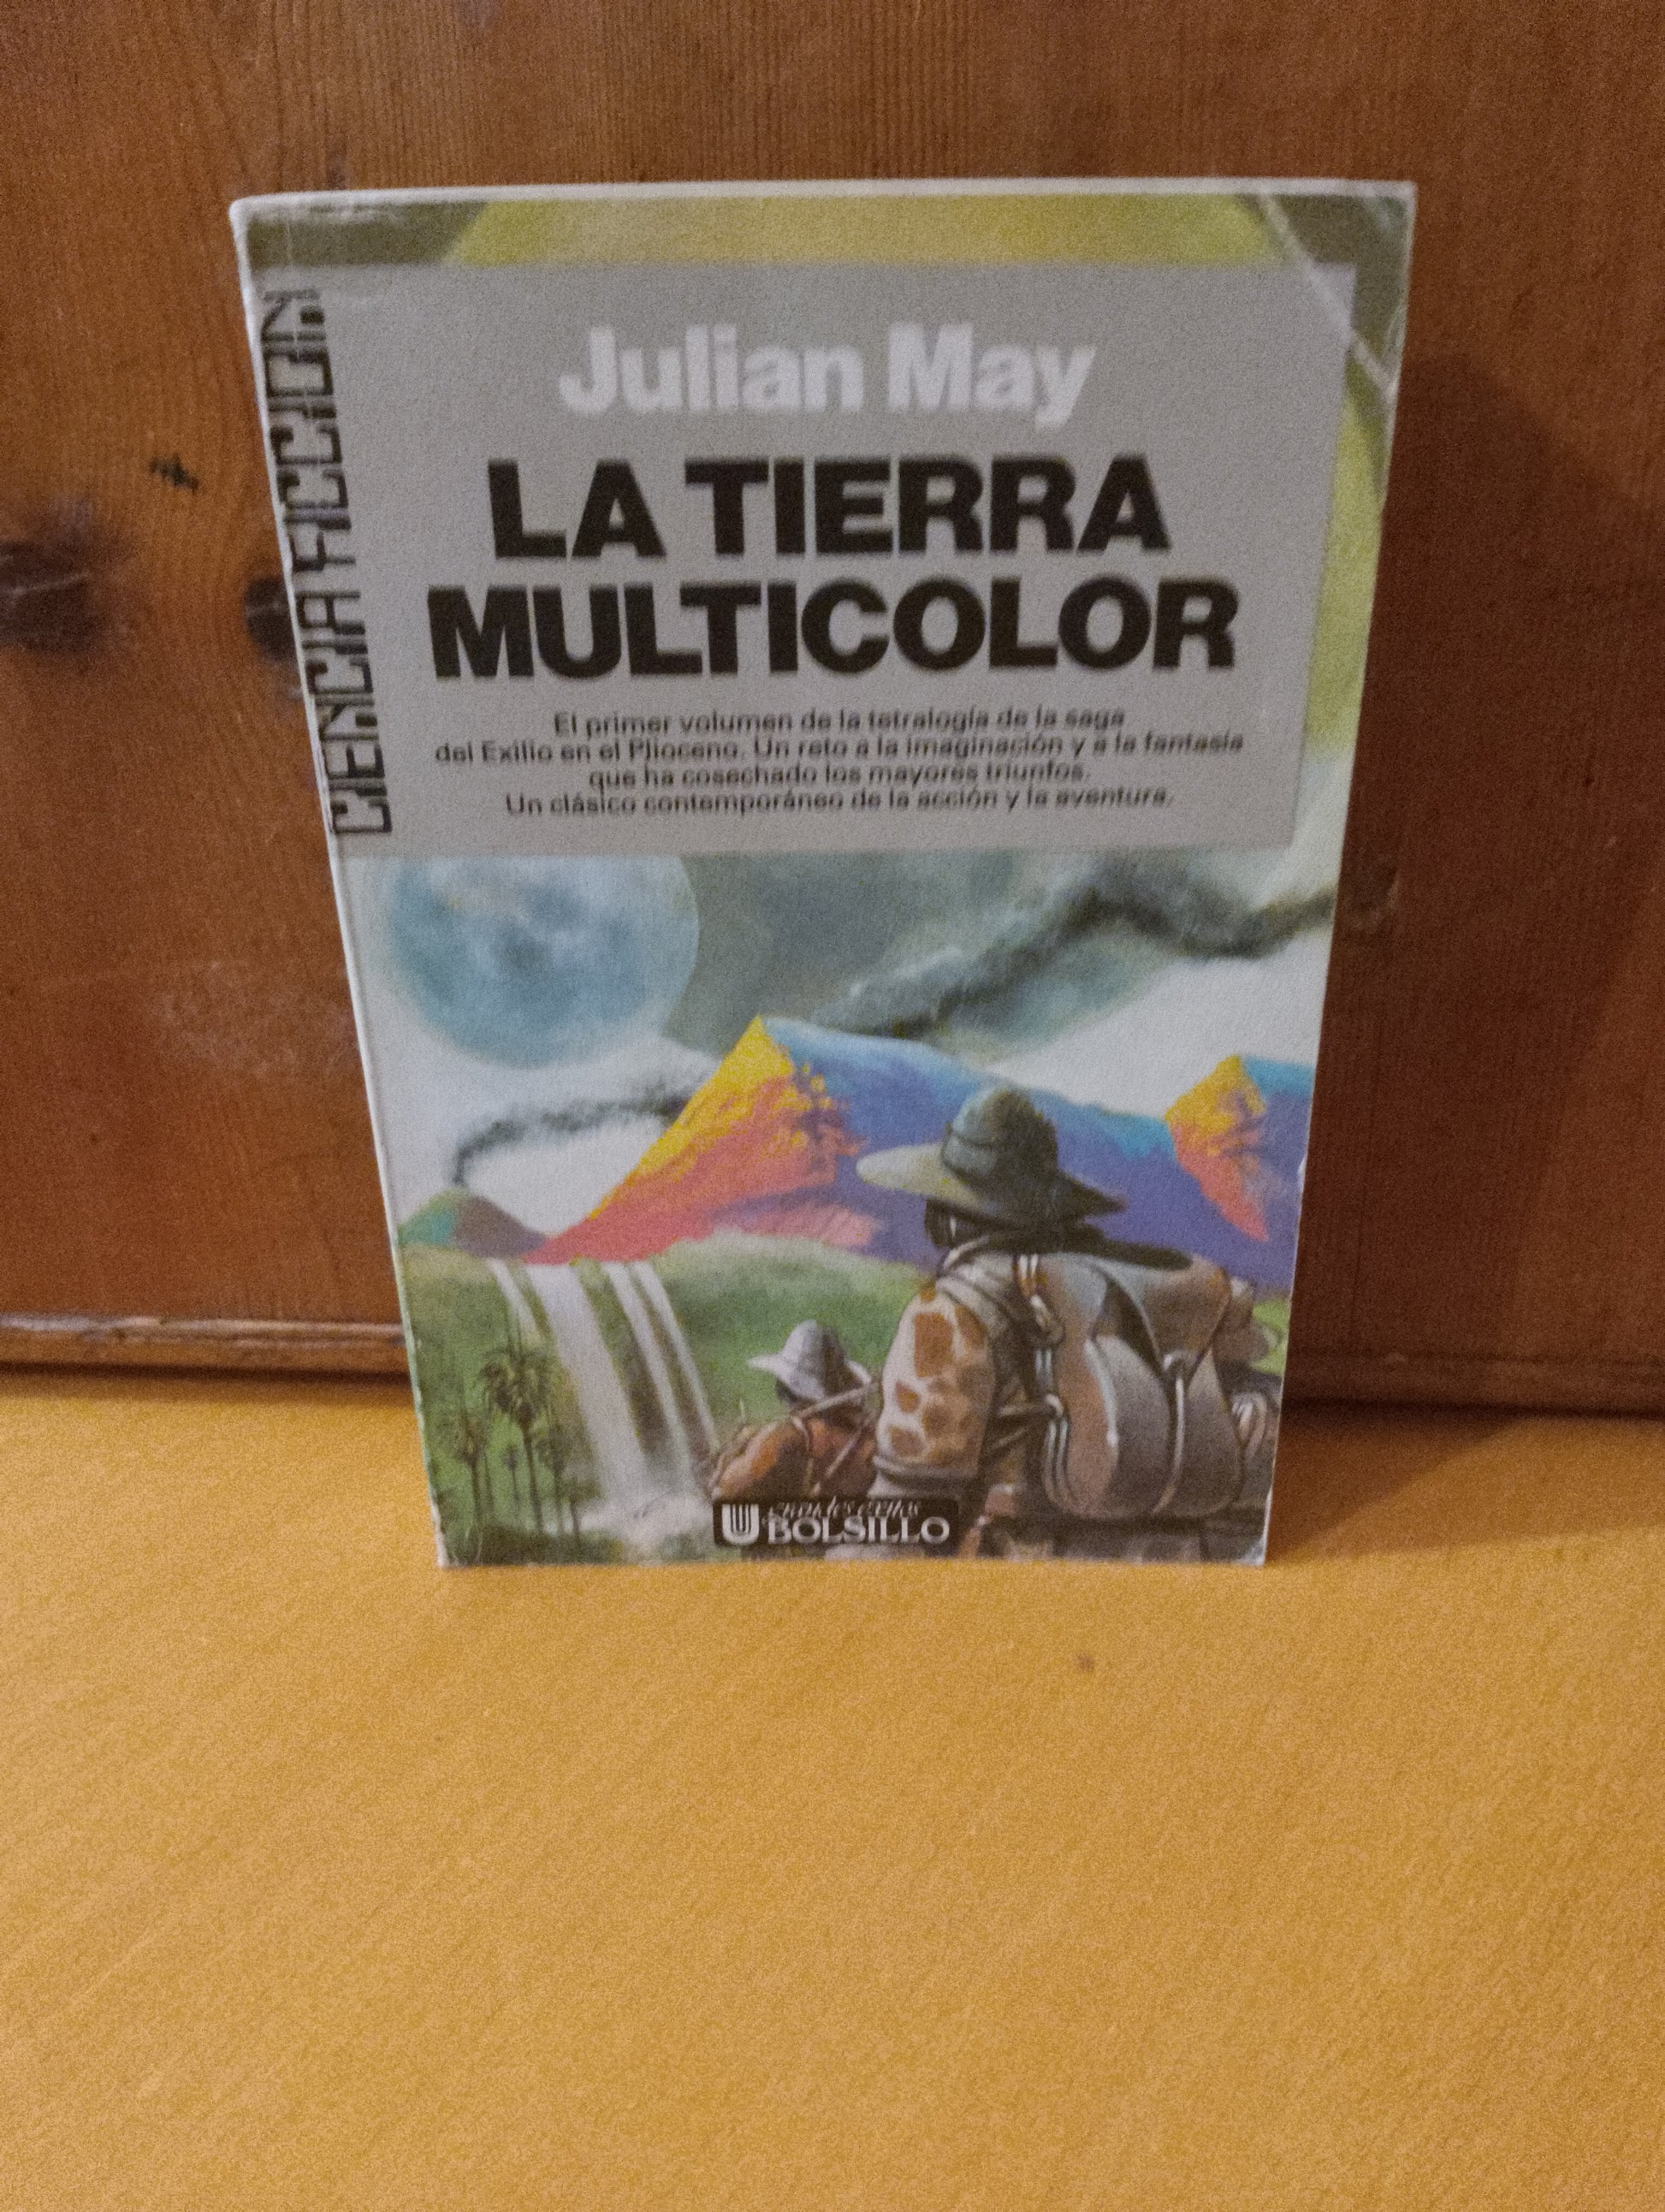 CIENCIA FICCION
Julian May
LA TIERRA
MULTICOLOR
El primer volumen de la tetralogía de la saga
del Exilio en el Plioceno. Un reto a la imaginación y a la fantasía
que ha cosechado los mayores triunfos.
Un clásico contemporáneo de la acción y la aventura.
grandes éxitos
BOLSILLO